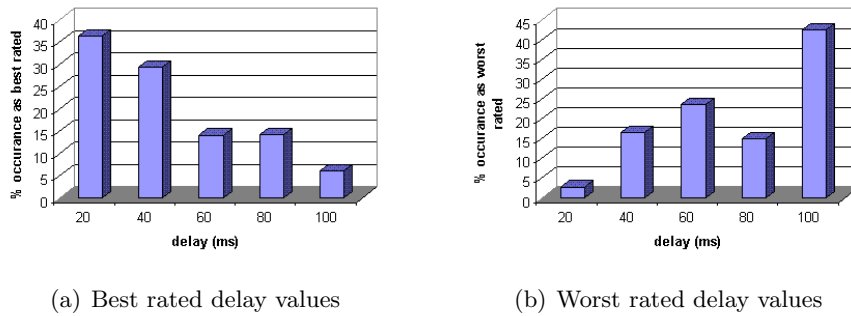 % occurance as best rated
40
35
30
25
20
15
10
5
0
20 40 60 80 100
delay (ms)
(a) Best rated delay values
% occurance as worst
rated
45
40
35
30
25
20
15
10
5
0
20 40 60 80 100
delay (ms)
(b) Worst rated delay values